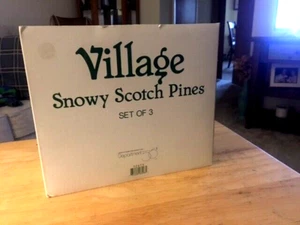 Village
Snowy Scotch Pines
SET OF 3